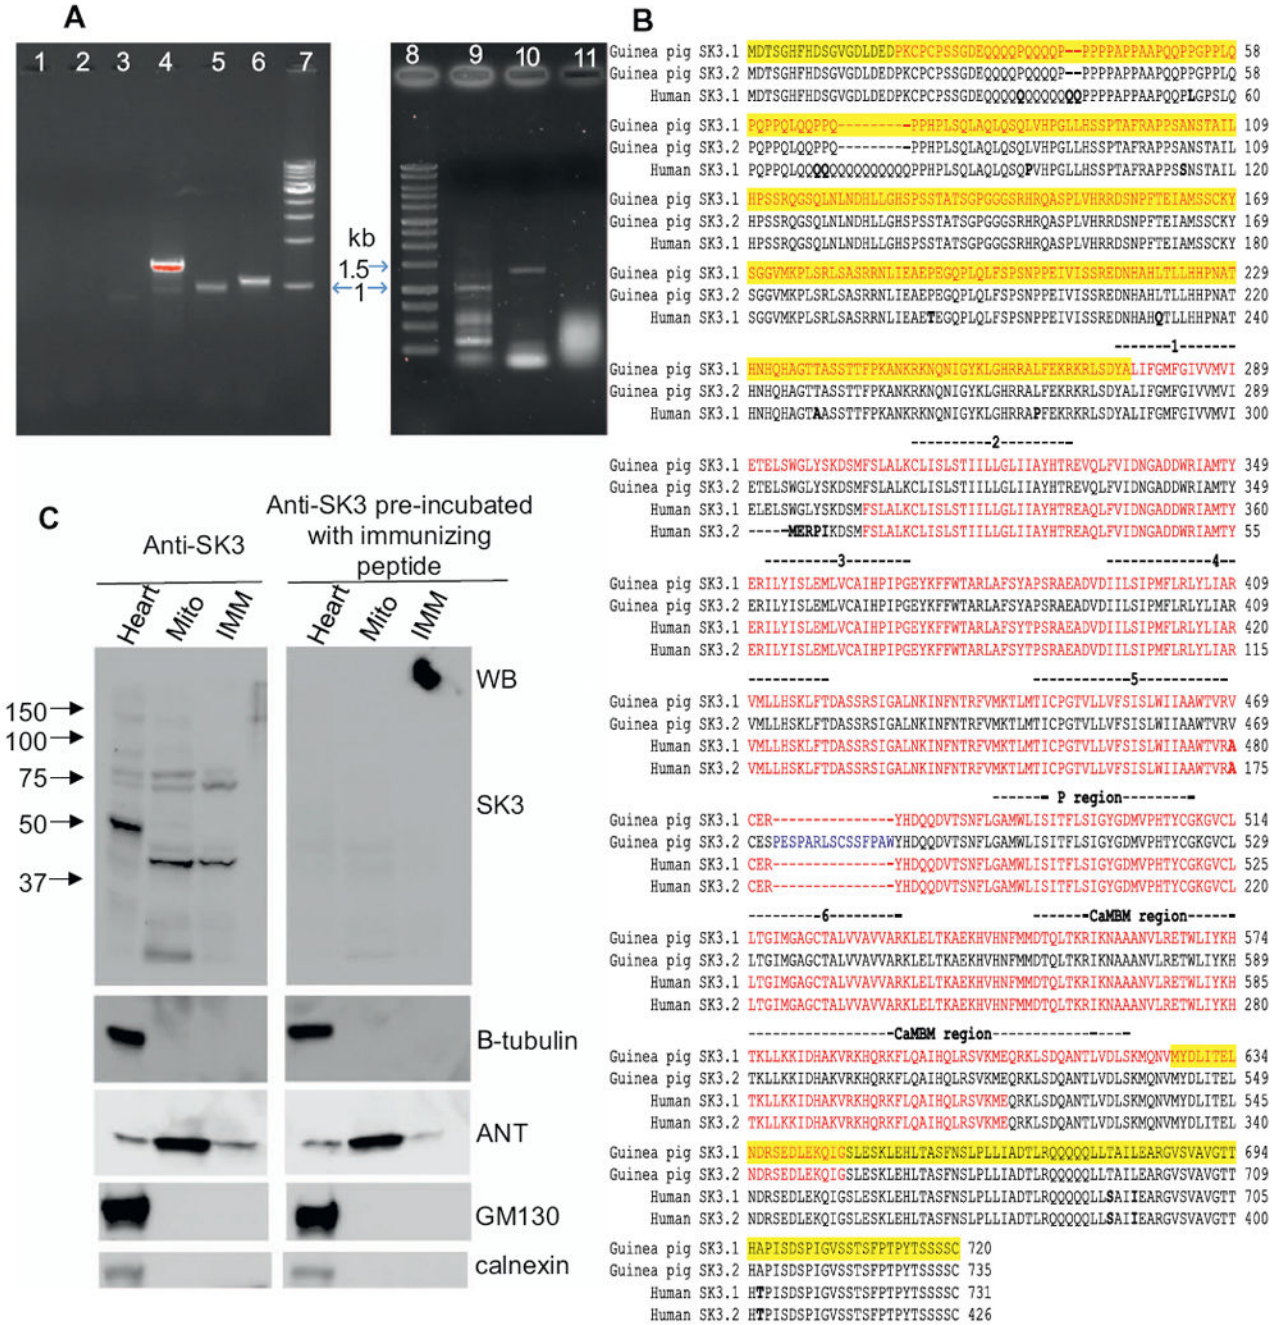 A
1 2 3 4 5 6 7 8 9 10 11
kb
1.5
1
B
Guinea pig SK3.1 MDTSGHFHDSGVGDLDEDPKCPCPSSGDEQQQQPQQQQP--PPPPAPPAAPQQPPGPPLQ 58
Guinea pig SK3.2 MDTSGHFHDSGVGDLDEDPKCPCPSSGDEQQQQPQQQQP--PPPPAPPAAPQQPPGPPLQ 58
Human SK3.1 MDTSGHFHDSGVGDLDEDPKCPCPSSGDEQQQQQQQQQQQQPPPPAPPAAPQQPLGPSLQ 60
Guinea pig SK3.1 PQPPQLQQPPQ---------PPHPLSQLAQLQSQLVHPGLLHSSPTAFRAPPSANSTAIL 109
Guinea pig SK3.2 PQPPQLQQPPQ---------PPHPLSQLAQLQSQLVHPGLLHSSPTAFRAPPSANSTAIL 109
Human SK3.1 PQPPQLQQQQQQQQQQQQQQPPHPLSQLAQLQSQPVHPGLLHSSPTAFRAPPSSNSTAIL 120
Guinea pig SK3.1 HPSSRQGSQLNLNDHLLGHSPSSTATSGPGGGSRHRQASPLVHRRDSNPFTEIAMSSCKY 169
Guinea pig SK3.2 HPSSRQGSQLNLNDHLLGHSPSSTATSGPGGGSRHRQASPLVHRRDSNPFTEIAMSSCKY 169
Human SK3.1 HPSSRQGSQLNLNDHLLGHSPSSTATSGPGGGSRHRQASPLVHRRDSNPFTEIAMSSCKY 180
Guinea pig SK3.1 SGGVMKPLSRLSASRRNLIEAEPEGQPLQLFSPSNPPEIVISSREDNHAHLTLLHHPNAT 229
Guinea pig SK3.2 SGGVMKPLSRLSASRRNLIEAEPEGQPLQLFSPSNPPEIVISSREDNHAHLTLLHHPNAT 220
Human SK3.1 SGGVMKPLSRLSASRRNLIEAETEGQPLQLFSPSNPPEIVISSREDNHAHQTLLHHPNAT 240
-------1-------
Guinea pig SK3.1 HNHQHAGTTASSTTFPKANKRKNQNIGYKLGHRRALFEKRKRLSDYALIFGMFGIVVMVI 289
Guinea pig SK3.2 HNHQHAGTTASSTTFPKANKRKNQNIGYKLGHRRALFEKRKRLSDYALIFGMFGIVVMVI 289
Human SK3.1 HNHQHAGTAASSTTFPKANKRKNQNIGYKLGHRRAPFEKRKRLSDYALIFGMFGIVVMVI 300
----------2---------
Guinea pig SK3.1 ETELSWGLYSKDSMFSLALKCLISLSTIILLGLIIAYHTREVQLFVIDNGADDWRIAMTY 349
Guinea pig SK3.2 ETELSWGLYSKDSMFSLALKCLISLSTIILLGLIIAYHTREVQLFVIDNGADDWRIAMTY 349
Human SK3.1 ELELSWGLYSKDSMFSLALKCLISLSTIILLGLIIAYHTREVQLFVIDNGADDWRIAMTY 360
Human SK3.2 -----MERPIKDSMFSLALKCLISLSTIILLGLIIAYHTREVQLFVIDNGADDWRIAMTY 55
---------3-------- -------------4--
Guinea pig SK3.1 ERILYISLEMLVCAIHPIPGEYKFFWTARLAFSYAPSRAEADVDIILSIPMFLRLYLIAR 409
Guinea pig SK3.2 ERILYISLEMLVCAIHPIPGEYKFFWTARLAFSYAPSRAEADVDIILSIPMFLRLYLIAR 409
Human SK3.1 ERILYISLEMLVCAIHPIPGEYKFFWTARLAFSYTPSRAEADVDIILSIPMFLRLYLIAR 420
Human SK3.2 ERILYISLEMLVCAIHPIPGEYKFFWTARLAFSYAPSRAEADVDIILSIPMFLRLYLIAR 115
---------- ------------5-----------
Guinea pig SK3.1 VMLLHSKLFTDASSRSIGALNKINFNTRFVMKTLMTICPGTVLLVFSISLWIIAAWTVRV 469
Guinea pig SK3.2 VMLLHSKLFTDASSRSIGALNKINFNTRFVMKTLMTICPGTVLLVFSISLWIIAAWTVRV 469
Human SK3.1 VMLLHSKLFTDASSRSIGALNKINFNTRFVMKTLMTICPGTVLLVFSISLWIIAAWTVRA 480
Human SK3.2 VMLLHSKLFTDASSRSIGALNKINFNTRFVMKTLMTICPGTVLLVFSISLWIIAAWTVRA 175
------- P region---------
Guinea pig SK3.1 CER---------------YHDQQDVTSNFLGAMWLISITFLSIGYGDMVPHTYCGKGVCL 514
Guinea pig SK3.2 CESPESPARLSCSSFPAWYHDQQDVTSNFLGAMWLISITFLSIGYGDMVPHTYCGKGVCL 529
Human SK3.1 CER---------------YHDQQDVTSNFLGAMWLISITFLSIGYGDMVPHTYCGKGVCL 525
Human SK3.2 CER---------------YHDQQDVTSNFLGAMWLISITFLSIGYGDMVPHTYCGKGVCL 220
---------6--------- -------CaMBM region------
Guinea pig SK3.1 LTGIMGAGCTALVVAVVARKLELTKAEKHVHNFMMDTQLTKRIKNAAANVLRETWLIYKH 574
Guinea pig SK3.2 LTGIMGAGCTALVVAVVARKLELTKAEKHVHNFMMDTQLTKRIKNAAANVLRETWLIYKH 589
Human SK3.1 LTGIMGAGCTALVVAVVARKLELTKAEKHVHNFMMDTQLTKRIKNAAANVLRETWLIYKH 585
Human SK3.2 LTGIMGAGCTALVVAVVARKLELTKAEKHVHNFMMDTQLTKRIKNAAANVLRETWLIYKH 280
------------------CaMBM region-----------------
Guinea pig SK3.1 TKLLKKIDHAKVRKHQRKFLQAIHQLRSVKMEQRKLSDQANTLVDLSKMQNVMYDLITEL 634
Guinea pig SK3.2 TKLLKKIDHAKVRKHQRKFLQAIHQLRSVKMEQRKLSDQANTLVDLSKMQNVMYDLITEL 549
Human SK3.1 TKLLKKIDHAKVRKHQRKFLQAIHQLRSVKMEQRKLSDQANTLVDLSKMQNVMYDLITEL 545
Human SK3.2 TKLLKKIDHAKVRKHQRKFLQAIHQLRSVKMEQRKLSDQANTLVDLSKMQNVMYDLITEL 340
Guinea pig SK3.1 NDRSEDLEKQIGSLESKLEHLTASFNSLPLLIADTLRQQQQQLLTAILEARGVSVAVGTT 694
Guinea pig SK3.2 NDRSEDLEKQIGSLESKLEHLTASFNSLPLLIADTLRQQQQQLLTAILEARGVSVAVGTT 709
Human SK3.1 NDRSEDLEKQIGSLESKLEHLTASFNSLPLLIADTLRQQQQQLLSAIIEARGVSVAVGTT 705
Human SK3.2 NDRSEDLEKQIGSLESKLEHLTASFNSLPLLIADTLRQQQQQLLSAIIEARGVSVAVGTT 400
Guinea pig SK3.1 HAPISDSPIGVSSTSFPTPYTSSSSC 720
Guinea pig SK3.2 HAPISDSPIGVSSTSFPTPYTSSSSC 735
Human SK3.1 HTPISDSPIGVSSTSFPTPYTSSSSC 731
Human SK3.2 HTPISDSPIGVSSTSFPTPYTSSSSC 426
C
Anti-SK3
Anti-SK3 pre-incubated
with immunizing
peptide
Heart Mito IMM
Heart Mito IMM
WB
150
100
75
50
37
SK3
B-tubulin
ANT
GM130
calnexin